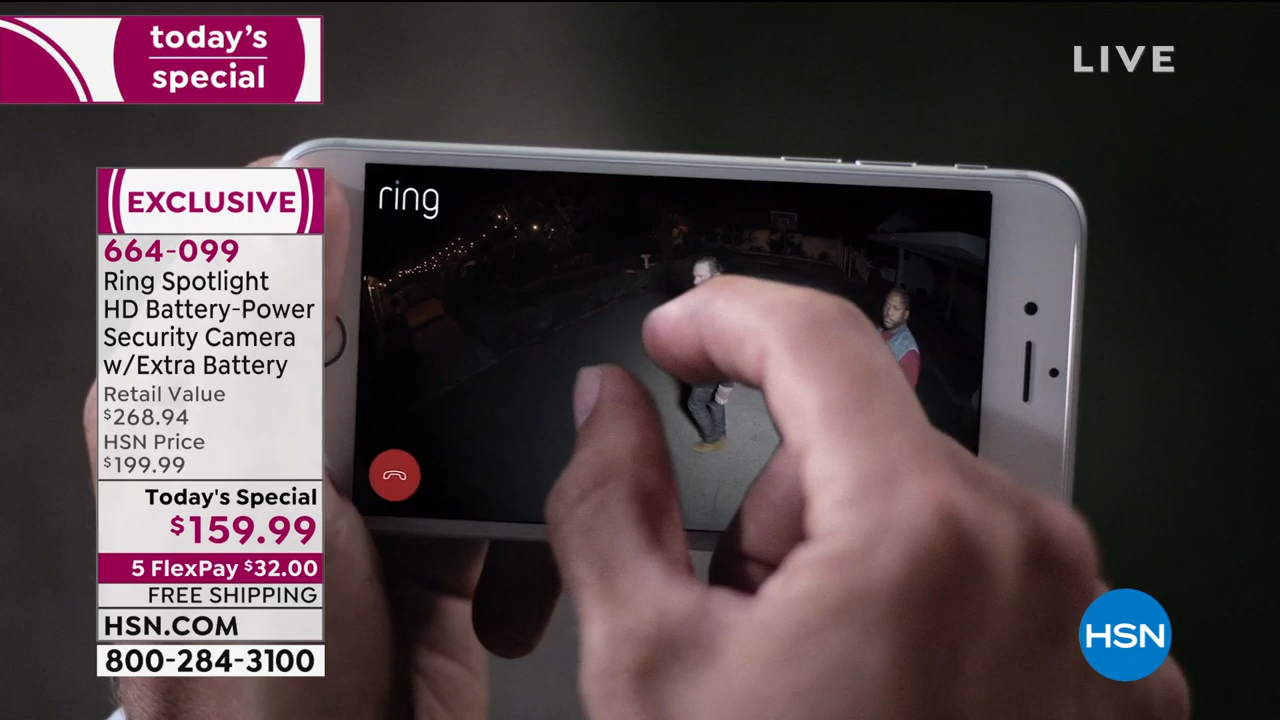 today's
special
LIVE
EXCLUSIVE
664-099
Ring Spotlight
HD Battery-Power
Security Camera
w/Extra Battery
Retail Value
$268.94
HSN Price
$199.99
Today's Special
$159.99
5 FlexPay $32.00
FREE SHIPPING
HSN.COM
800-284-3100
ring
HSN